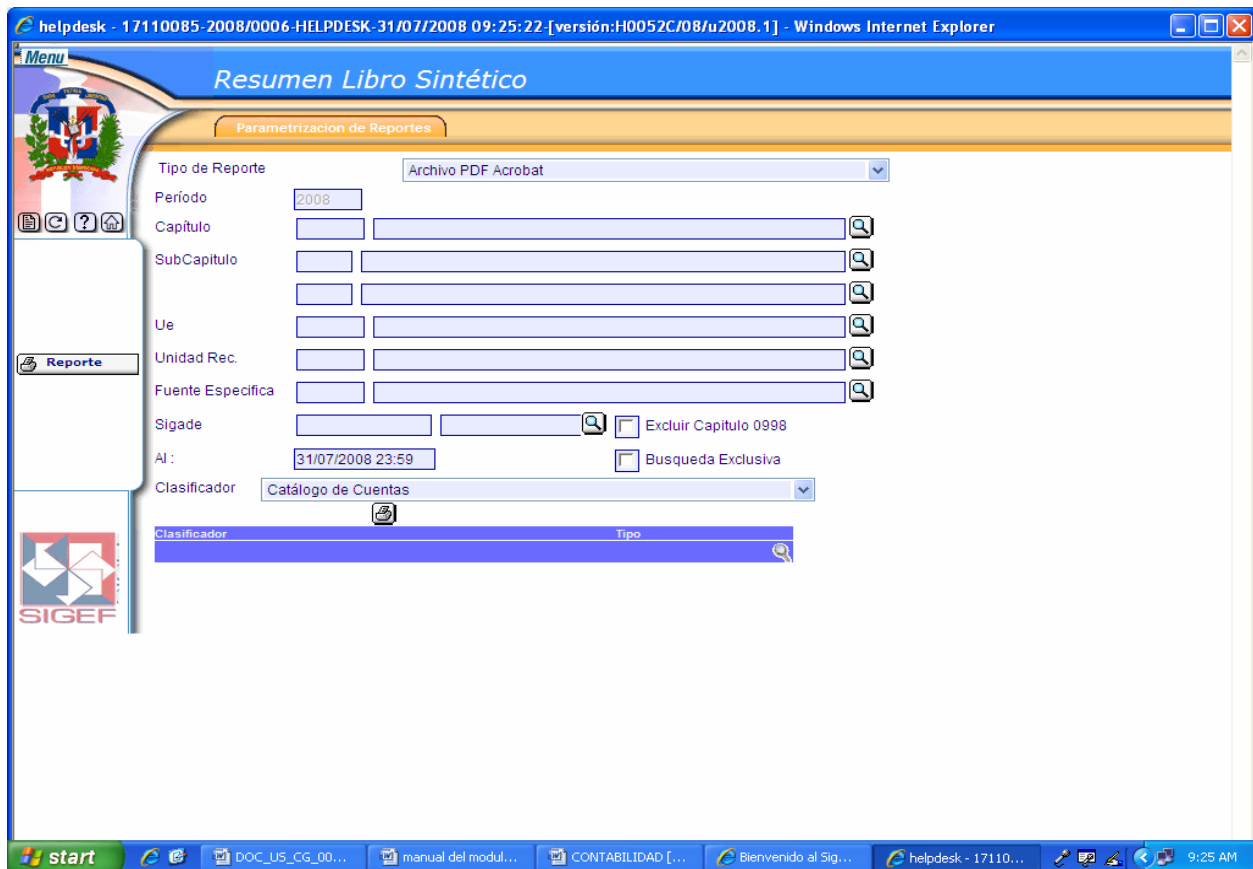 helpdesk - 17110085-2008/0006-HELPDESK-31/07/2008 09:25:22-[versión:H0052C/08/u2008.1] - Windows Internet Explorer
Menu
Resumen Libro Sintético
Parametrizacion de Reportes
Tipo de Reporte Archivo PDF Acrobat
Período 2008
Capítulo
SubCapitulo
Ue
Reporte
Unidad Rec.
Fuente Especifica
Sigade Excluir Capitulo 0998
Al : 31/07/2008 23:59 Busqueda Exclusiva
Clasificador Catálogo de Cuentas
Clasificador Tipo
SIGEF
start DOC_US_CG_00... manual del modul... CONTABILIDAD [... Bienvenido al Sig... helpdesk - 17110... 9:25 AM